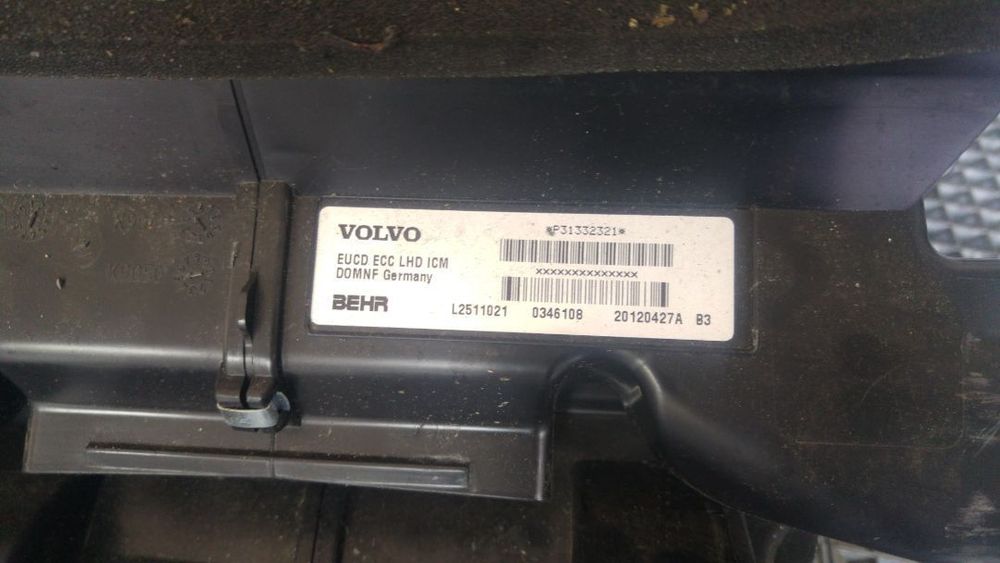 VOLVO
*P31332321*
EUCD ECC LHD ICM
DOMNF Germany
xxxxxxxxxxxxxxx
BEHR
L2511021 0346108 20120427A B3